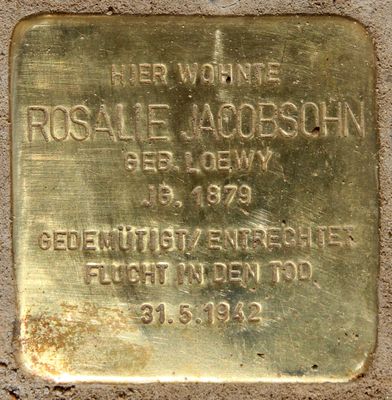 HIER WOHNTE
ROSALIE JACOBSOHN
GEB. LOEWY
JG. 1879
GEDEMÜTIGT/ENTRECHTET
FLUCHT IN DEN TOD
31.5.1942